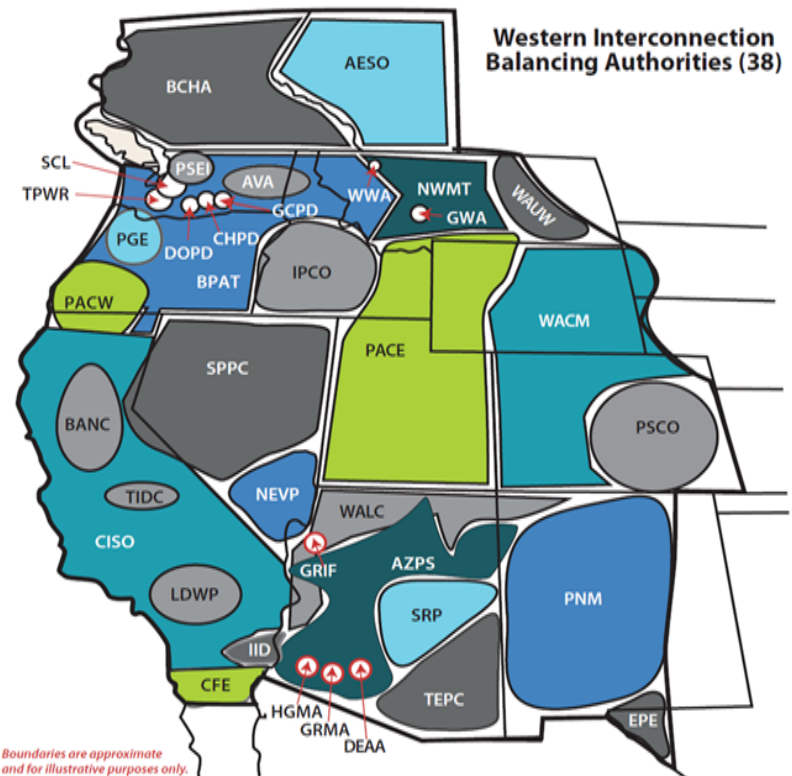 Western Interconnection
Balancing Authorities (38)
AESO
BCHA
SCL
PSEI
TPWR
AVA
WWA
NWMT
WAUW
GCPD
GWA
PGE
CHPD
DOPD
IPCO
BPAT
PACW
WACM
PACE
SPPC
BANC
PSCO
NEVP
TIDC
WALC
CISO
GRIF
AZPS
LDWP
PNM
SRP
IID
CFE
TEPC
HGMA
GRMA
DEAA
EPE
Boundaries are approximate
and for illustrative purposes only.